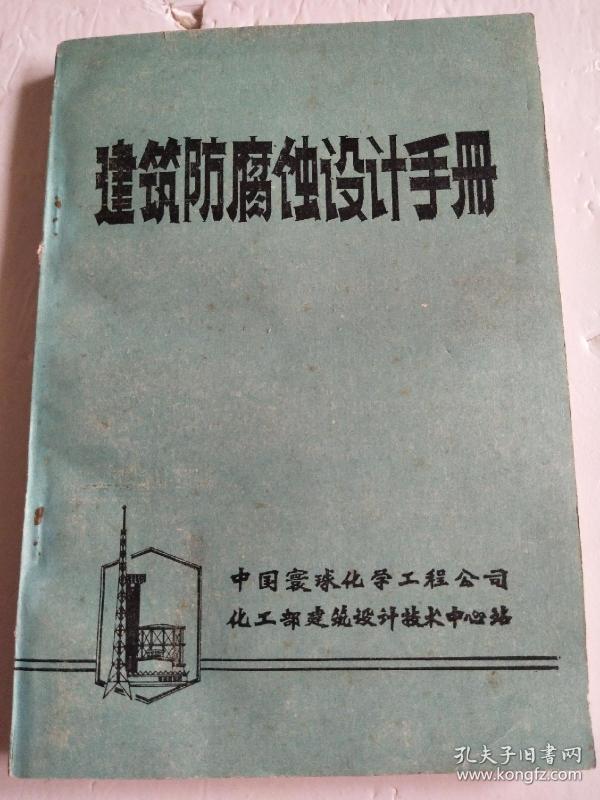 建筑防腐蚀设计手册
中国寰球化学工程公司
化工部建筑设计技术中心站
孔夫子旧書网
www.kongfz.com